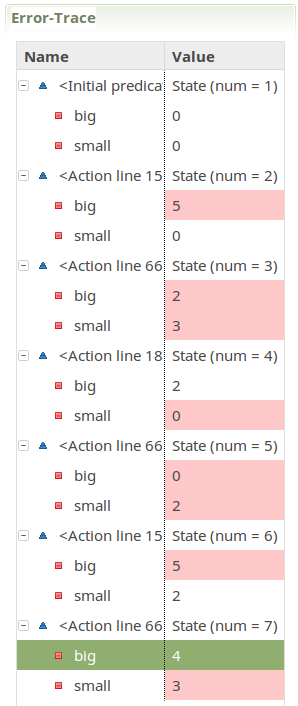 Error-Trace
Name Value
<Initial predica State (num = 1)
big 0
small 0
<Action line 15 State (num = 2)
big 5
small 0
<Action line 66 State (num = 3)
big 2
small 3
<Action line 18 State (num = 4)
big 2
small 0
<Action line 66 State (num = 5)
big 0
small 2
<Action line 15 State (num = 6)
big 5
small 2
<Action line 66 State (num = 7)
big 4
small 3